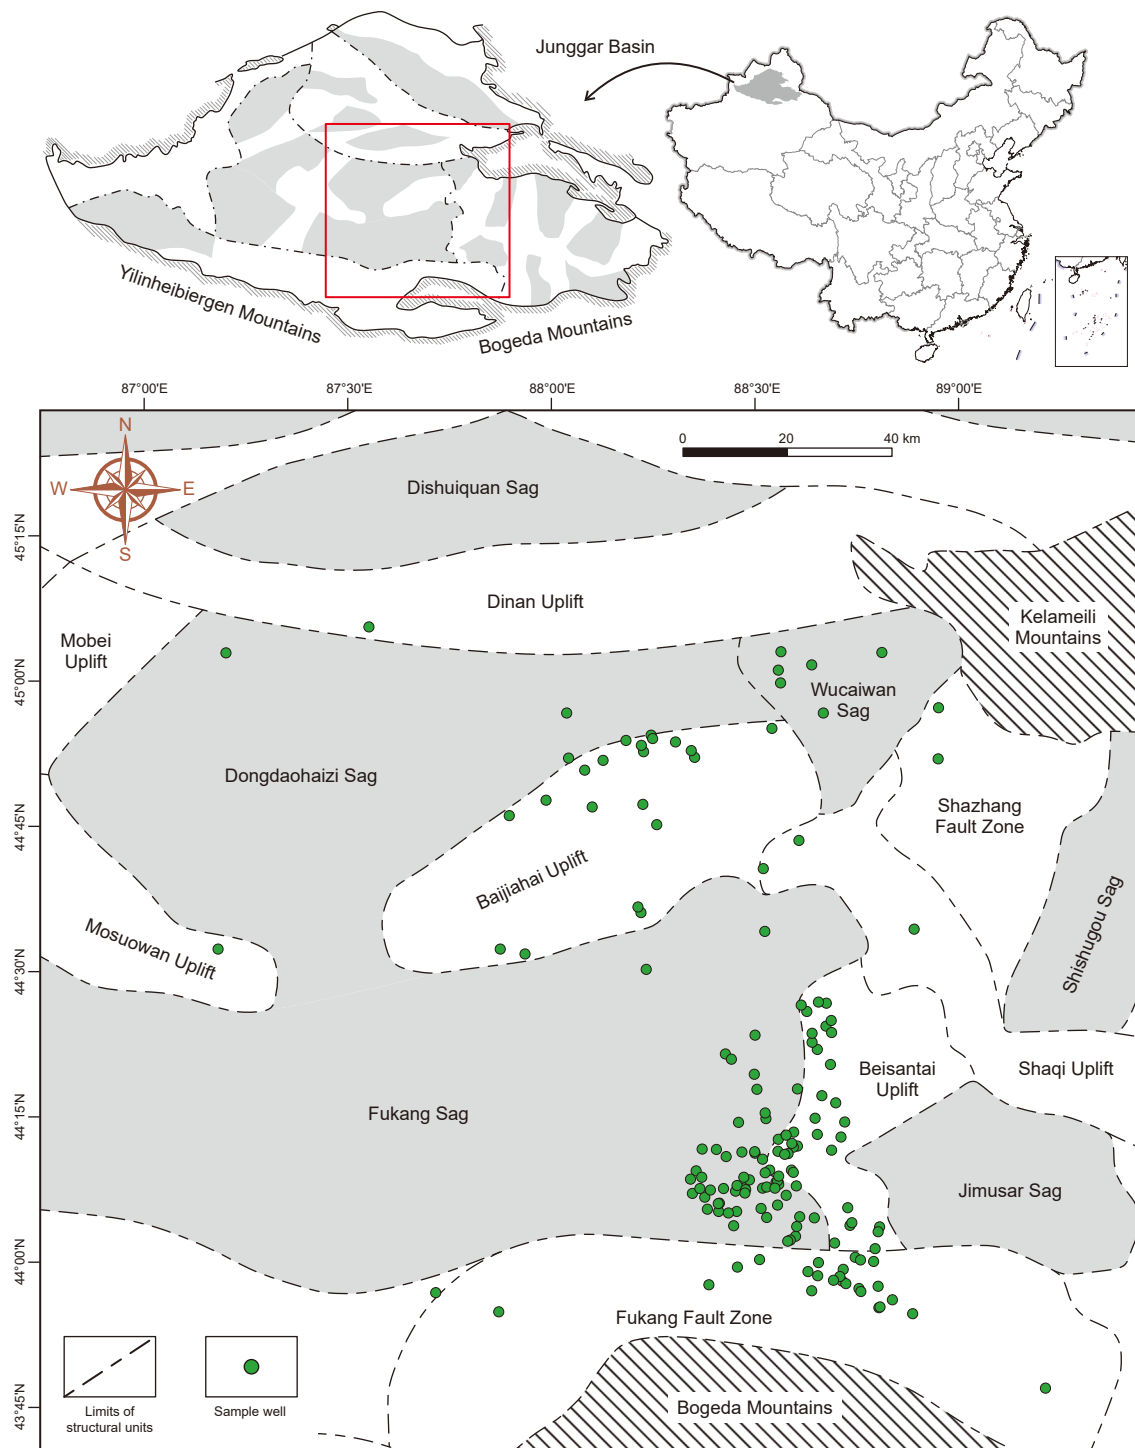 Junggar Basin
Yilinheibiergen Mountains
Bogeda Mountains
87°00'E
87°30'E
88°00'E
88°30'E
89°00'E
N
W
E
S
0
20
40 km
45°15'N
45°00'N
44°45'N
44°30'N
44°15'N
44°00'N
43°45'N
Dishuiquan Sag
Dinan Uplift
Kelameili
Mountains
Mobei
Uplift
Wucaiwan
Sag
Dongdaohaizi Sag
Shazhang
Fault Zone
Baijiahai Uplift
Shishugou Sag
Mosuowan Uplift
Beisantai
Uplift
Shaqi Uplift
Fukang Sag
Jimusar Sag
Fukang Fault Zone
Bogeda Mountains
Limits of
structural units
Sample well